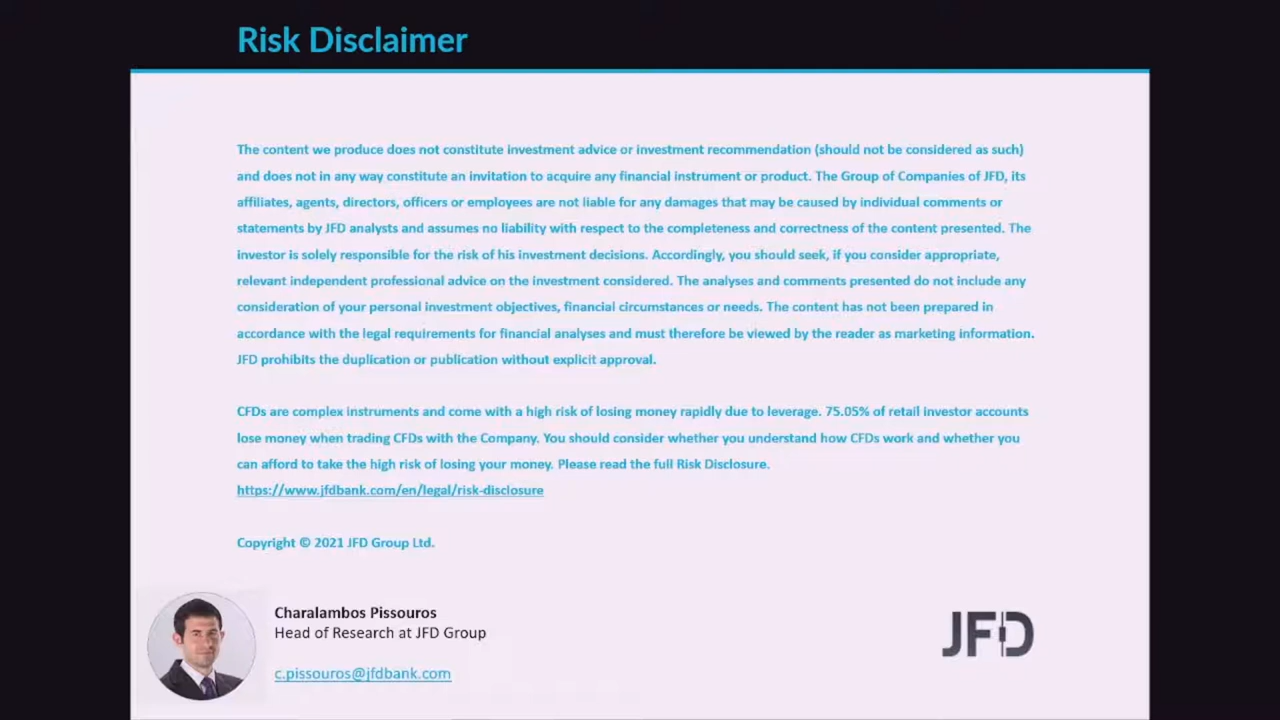 Risk Disclaimer
The content we produce does not constitute investment advice or investment recommendation (should not be considered as such)
and does not in any way constitute an invitation to acquire any financial instrument or product. The Group of Companies of JFD, its
affiliates, agents, directors, officers or employees are not liable for any damages that may be caused by individual comments or
statements by JFD analysts and assumes no liability with respect to the completeness and correctness of the content presented. The
investor is solely responsible for the risk of his investment decisions. Accordingly, you should seek, if you consider appropriate,
relevant independent professional advice on the investment considered. The analyses and comments presented do not include any
consideration of your personal investment objectives, financial circumstances or needs. The content has not been prepared in
accordance with the legal requirements for financial analyses and must therefore be viewed by the reader as marketing information.
JFD prohibits the duplication or publication without explicit approval.
CFDs are complex instruments and come with a high risk of losing money rapidly due to leverage. 75.05% of retail investor accounts
lose money when trading CFDs with the Company. You should consider whether you understand how CFDs work and whether you
can afford to take the high risk of losing your money. Please read the full Risk Disclosure.
https://www.jfdbank.com/en/legal/risk-disclosure
Copyright © 2021 JFD Group Ltd.
Charalambos Pissouros
Head of Research at JFD Group
c.pissouros@jfdbank.com
JFD